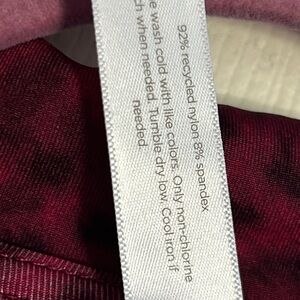 92% recycled nylon 8% spandex
e wash cold with like colors. Only non-chlorine
ch when needed. Tumble dry low. Cool iron if
needed.